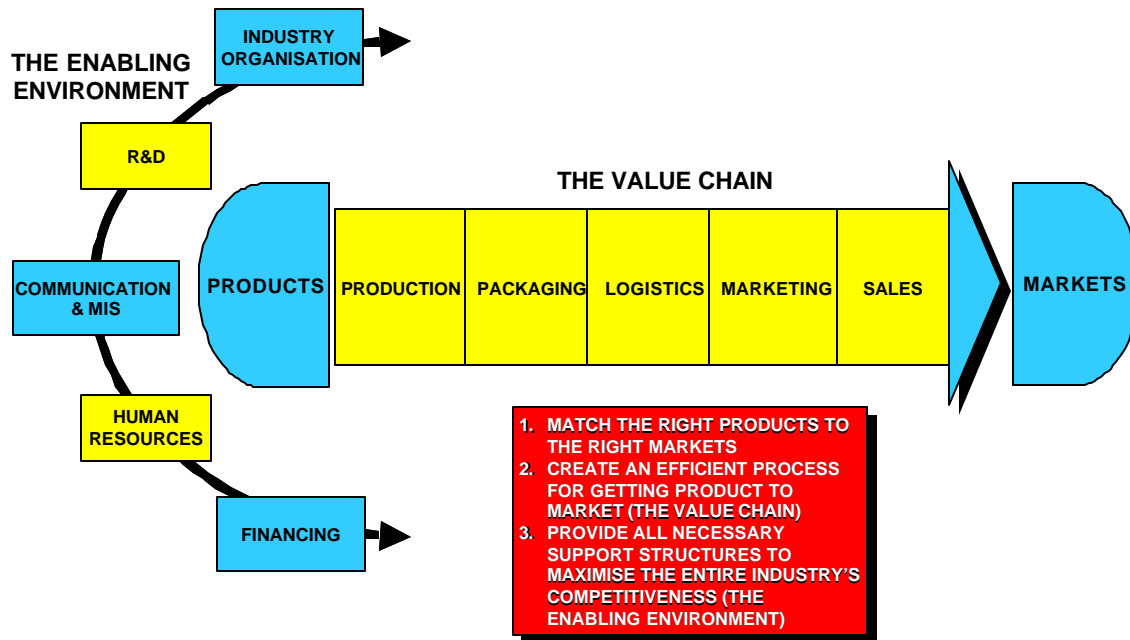 INDUSTRY
ORGANISATION
THE ENABLING
ENVIRONMENT
R&D
COMMUNICATION
& MIS
HUMAN
RESOURCES
FINANCING
THE VALUE CHAIN
PRODUCTS
PRODUCTION
PACKAGING
LOGISTICS
MARKETING
SALES
MARKETS
1. MATCH THE RIGHT PRODUCTS TO
THE RIGHT MARKETS
2. CREATE AN EFFICIENT PROCESS
FOR GETTING PRODUCT TO
MARKET (THE VALUE CHAIN)
3. PROVIDE ALL NECESSARY
SUPPORT STRUCTURES TO
MAXIMISE THE ENTIRE INDUSTRY’S
COMPETITIVENESS (THE
ENABLING ENVIRONMENT)